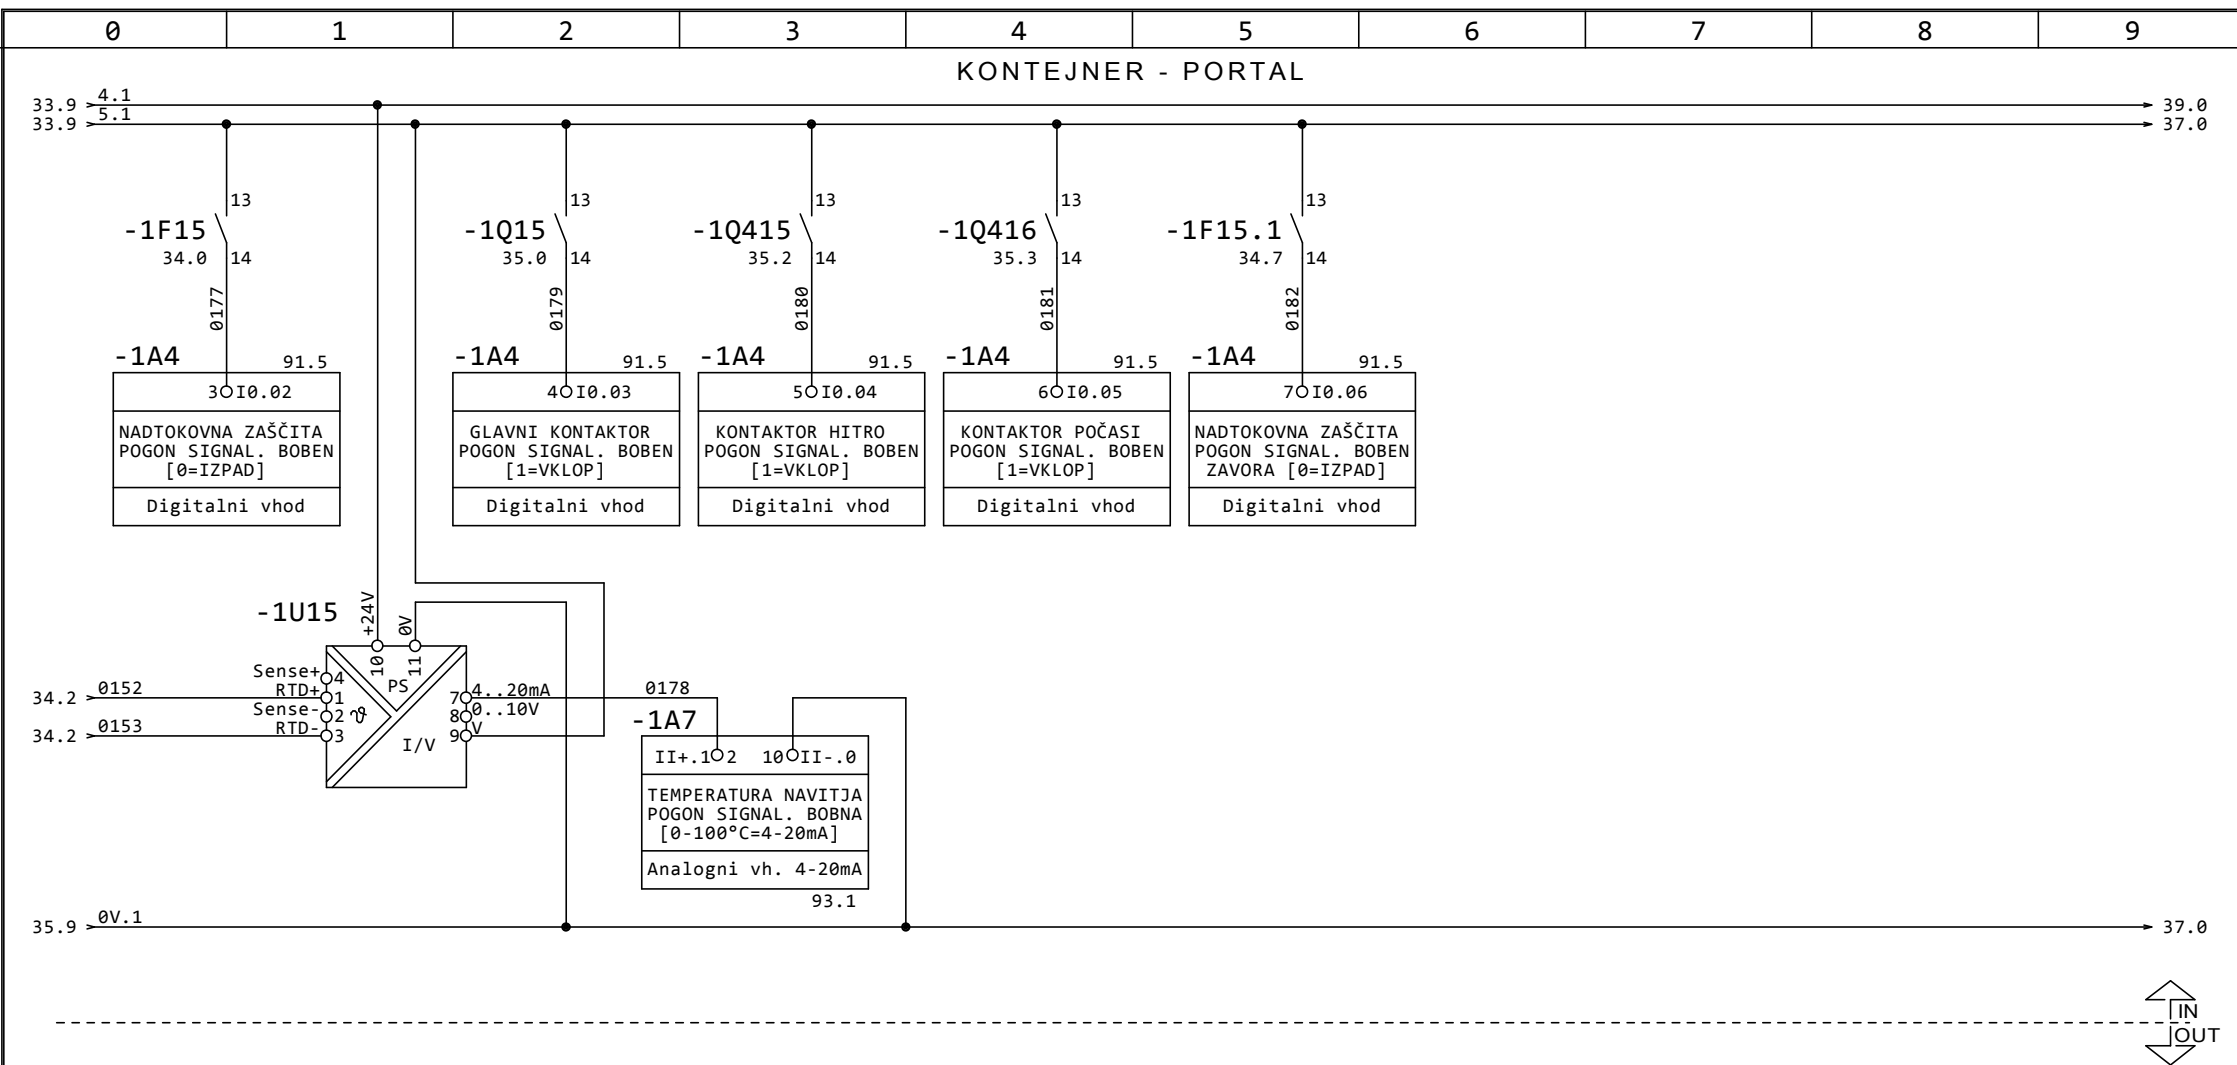 0 1 2 3 4 5 6 7 8 9
KONTEJNER - PORTAL
33.9 4.1 39.0
33.9 5.1 37.0
13 13 13 13 13
-1F15 -1Q15 -1Q415 -1Q416 -1F15.1
34.0 14 35.0 14 35.2 14 35.3 14 34.7 14
0177 0179 0180 0181 0182
-1A4 91.5 -1A4 91.5 -1A4 91.5 -1A4 91.5 -1A4 91.5
3 I0.02 4 I0.03 5 I0.04 6 I0.05 7 I0.06
NADTOKOVNA ZAŠČITA
POGON SIGNAL. BOBEN
[0=IZPAD]
Digitalni vhod
GLAVNI KONTAKTOR
POGON SIGNAL. BOBEN
[1=VKLOP]
Digitalni vhod
KONTAKTOR HITRO
POGON SIGNAL. BOBEN
[1=VKLOP]
Digitalni vhod
KONTAKTOR POČASI
POGON SIGNAL. BOBEN
[1=VKLOP]
Digitalni vhod
NADTOKOVNA ZAŠČITA
POGON SIGNAL. BOBEN
ZAVORA [0=IZPAD]
Digitalni vhod
-1U15 +24V 0V
10 11
PS
Sense+ 4
34.2 0152 RTD+ 1
Sense- 2 ϑ
34.2 0153 RTD- 3
I/V
7 4..20mA 0178
8 0..10V
9 V
-1A7
II+.1 2 10 II-.0
TEMPERATURA NAVITJA
POGON SIGNAL. BOBNA
[0-100°C=4-20mA]
Analogni vh. 4-20mA
93.1
35.9 0V.1 37.0
IN
OUT